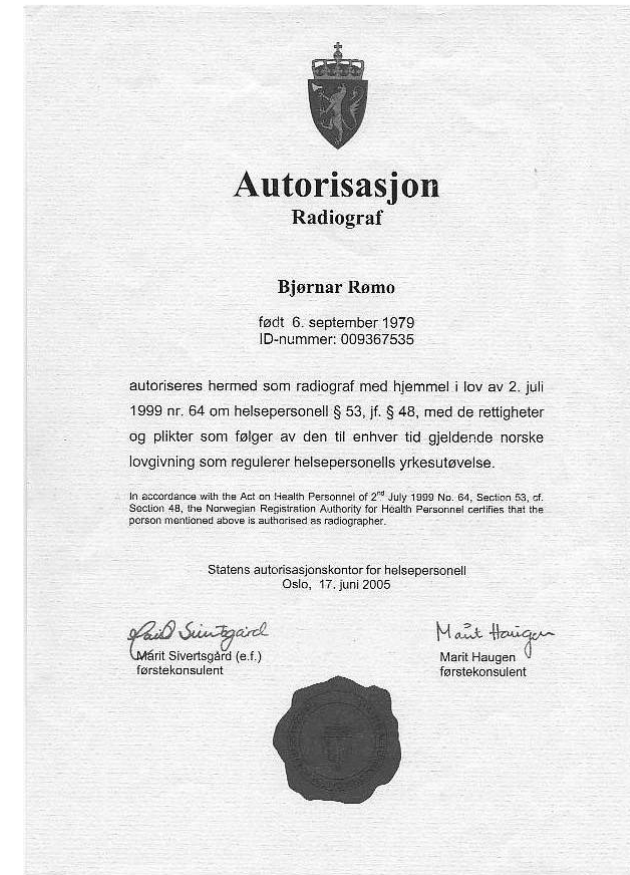 Autorisasjon
Radiograf
Bjørnar Rømo
født 6. september 1979
ID-nummer: 009367535
autoriseres hermed som radiograf med hjemmel i lov av 2. juli
1999 nr. 64 om helsepersonell § 53, jf. § 48, med de rettigheter
og plikter som følger av den til enhver tid gjeldende norske
lovgivning som regulerer helsepersonells yrkesutøvelse.
In accordance with the Act on Health Personnel of 2nd July 1999 No. 64, Section 53, cf.
Section 48, the Norwegian Registration Authority for Health Personnel certifies that the
person mentioned above is authorised as radiographer.
Statens autorisasjonskontor for helsepersonell
Oslo, 17. juni 2005
Marit Haugen
Marit Sivertsgård (e.f.)
førstekonsulent
Marit Haugen
førstekonsulent